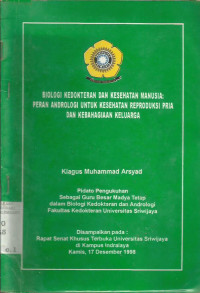 BIOLOGI KEDOKTERAN DAN KESEHATAN MANUSIA:
PERAN ANDROLOGI UNTUK KESEHATAN REPRODUKSI PRIA
DAN KEBAHAGIAAN KELUARGA
Kiagus Muhammad Arsyad
Pidato Pengukuhan
Sebagai Guru Besar Madya Tetap
dalam Biologi Kedokteran dan Andrologi
Fakultas Kedokteran Universitas Sriwijaya
Disampaikan pada :
Rapat Senat Khusus Terbuka Universitas Sriwijaya
di Kampus Indralaya
Kamis, 17 Desember 1998